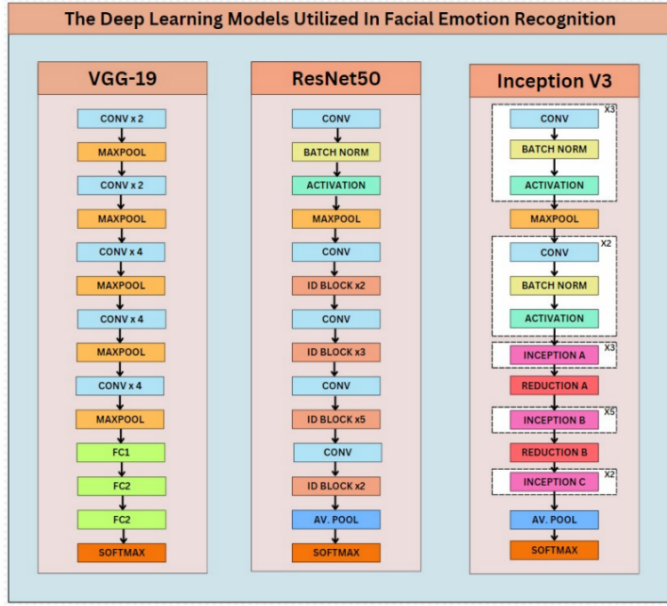 The Deep Learning Models Utilized In Facial Emotion Recognition
VGG-19
CONV x 2
MAXPOOL
CONV x 2
MAXPOOL
CONV x 4
MAXPOOL
CONV x 4
MAXPOOL
CONV x 4
MAXPOOL
FC1
FC2
FC2
SOFTMAX
ResNet50
CONV
BATCH NORM
ACTIVATION
MAXPOOL
CONV
ID BLOCK x2
CONV
ID BLOCK x3
CONV
ID BLOCK x5
CONV
ID BLOCK x2
AV. POOL
SOFTMAX
Inception V3
X3
CONV
BATCH NORM
ACTIVATION
MAXPOOL
X2
CONV
BATCH NORM
ACTIVATION
X3
INCEPTION A
REDUCTION A
X5
INCEPTION B
REDUCTION B
X2
INCEPTION C
AV. POOL
SOFTMAX